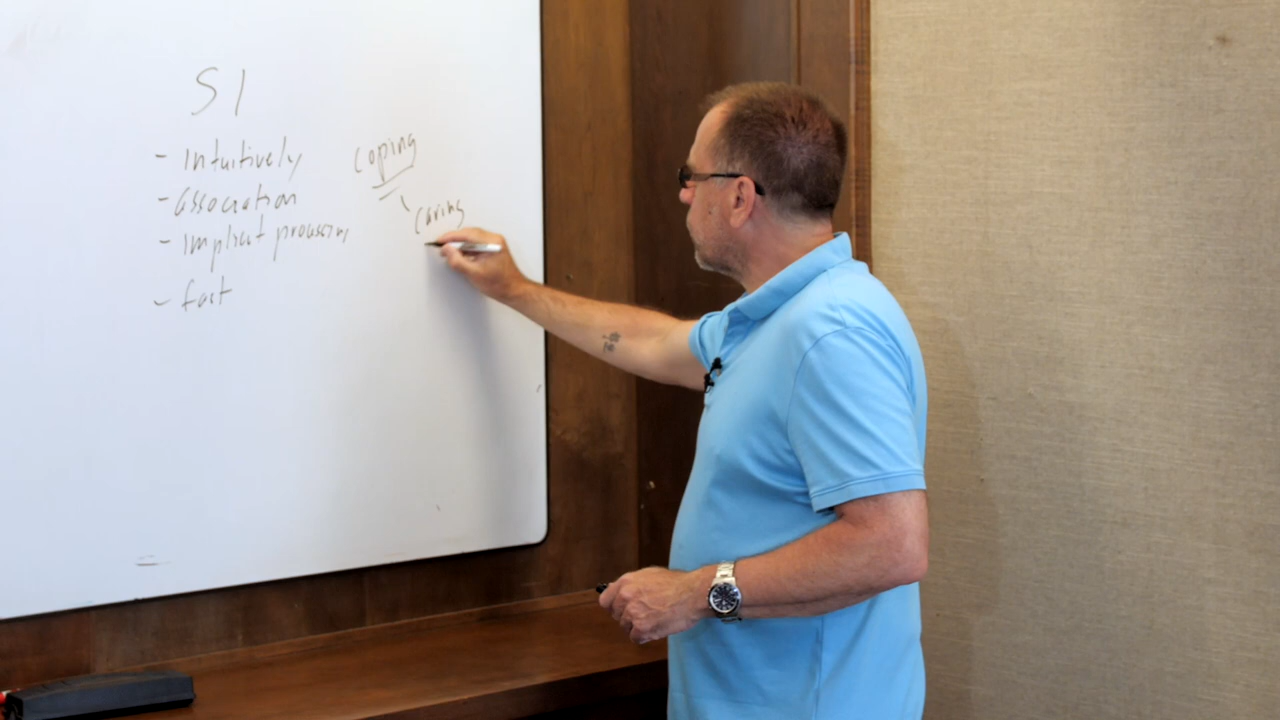 S1
- Intuitively
- association
- implicit processing
- fast
coping
caring